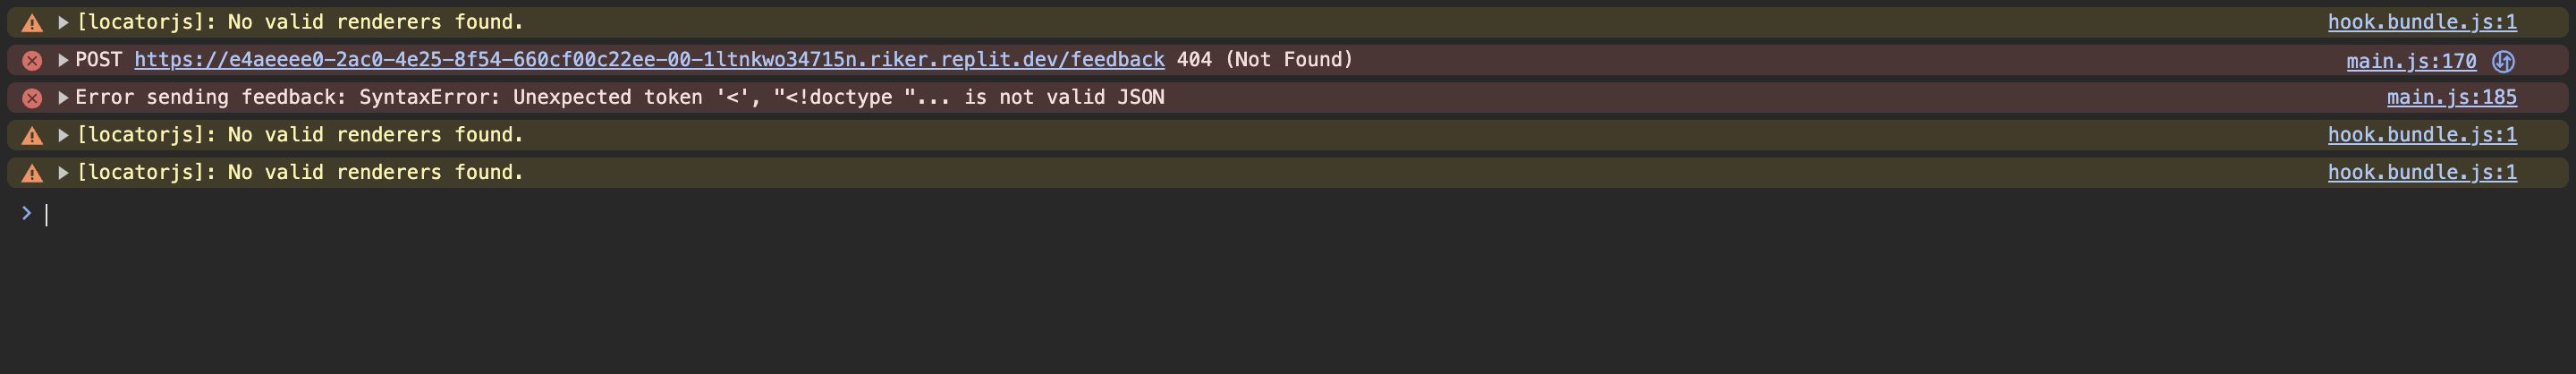 [locatorjs]: No valid renderers found. hook.bundle.js:1
POST https://e4aeeee0-2ac0-4e25-8f54-660cf00c22ee-00-1ltnkwo34715n.riker.replit.dev/feedback 404 (Not Found) main.js:170
Error sending feedback: SyntaxError: Unexpected token '<', "<!doctype "... is not valid JSON main.js:185
[locatorjs]: No valid renderers found. hook.bundle.js:1
[locatorjs]: No valid renderers found. hook.bundle.js:1